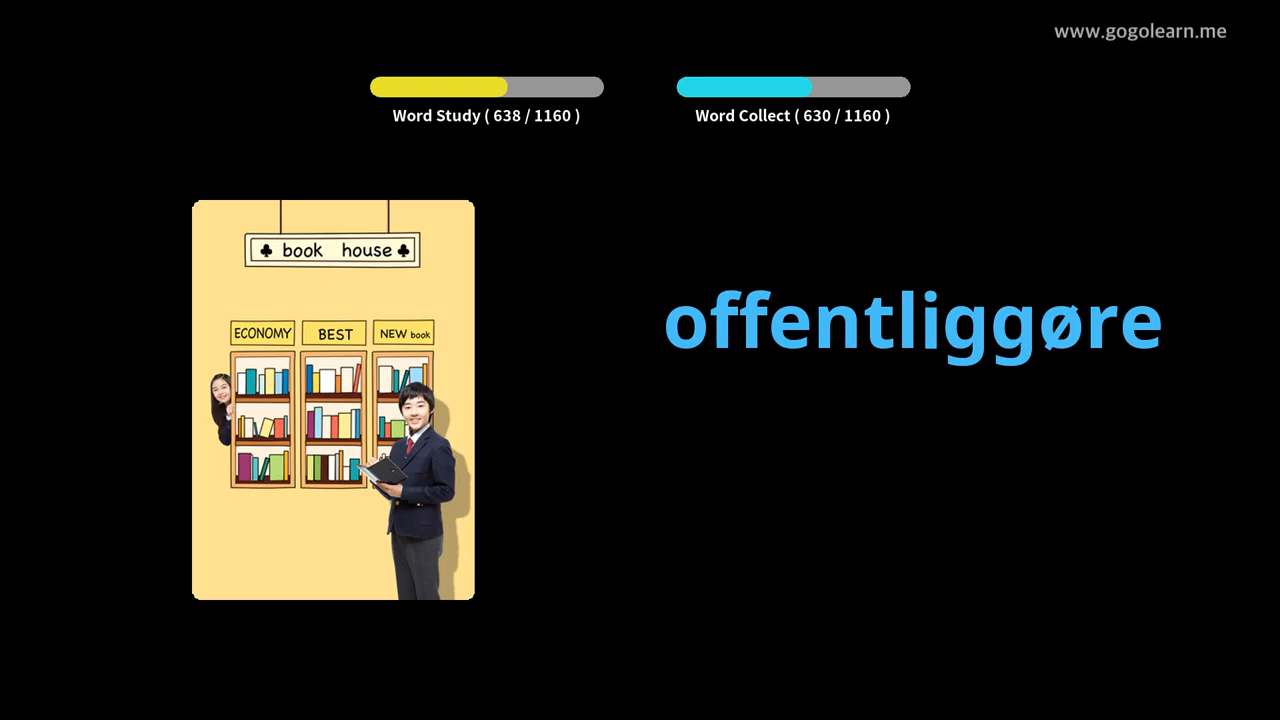 www.gogolearn.me
Word Study ( 638 / 1160 )
Word Collect ( 630 / 1160 )
♣ book house ♣
ECONOMY
BEST
NEW book
offentliggøre